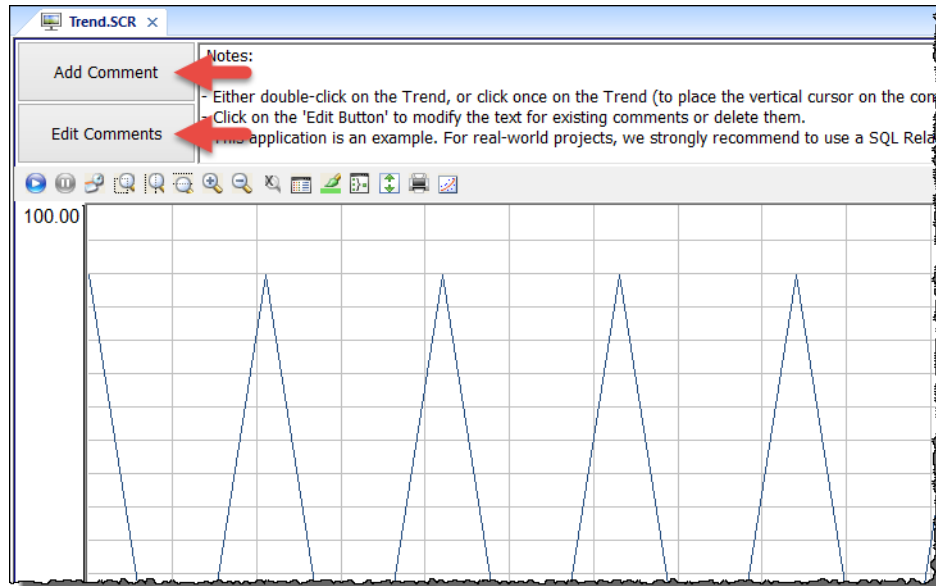 Trend.SCR
Add Comment
Notes:
- Either double-click on the Trend, or click once on the Trend (to place the vertical cursor on the
Edit Comments
- Click on the 'Edit Button' to modify the text for existing comments or delete them.
This application is an example. For real-world projects, we strongly recommend to use a SQL
100.00